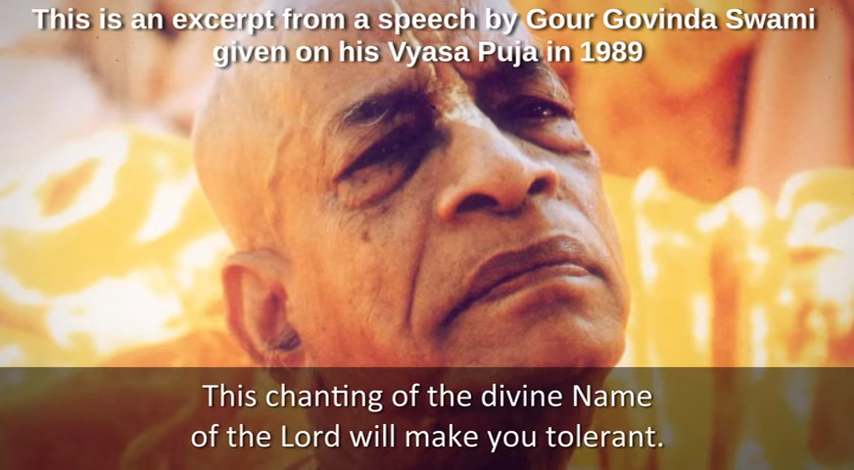 This is an excerpt from a speech by Gour Govinda Swami
given on his Vyasa Puja in 1989
This chanting of the divine Name
of the Lord will make you tolerant.